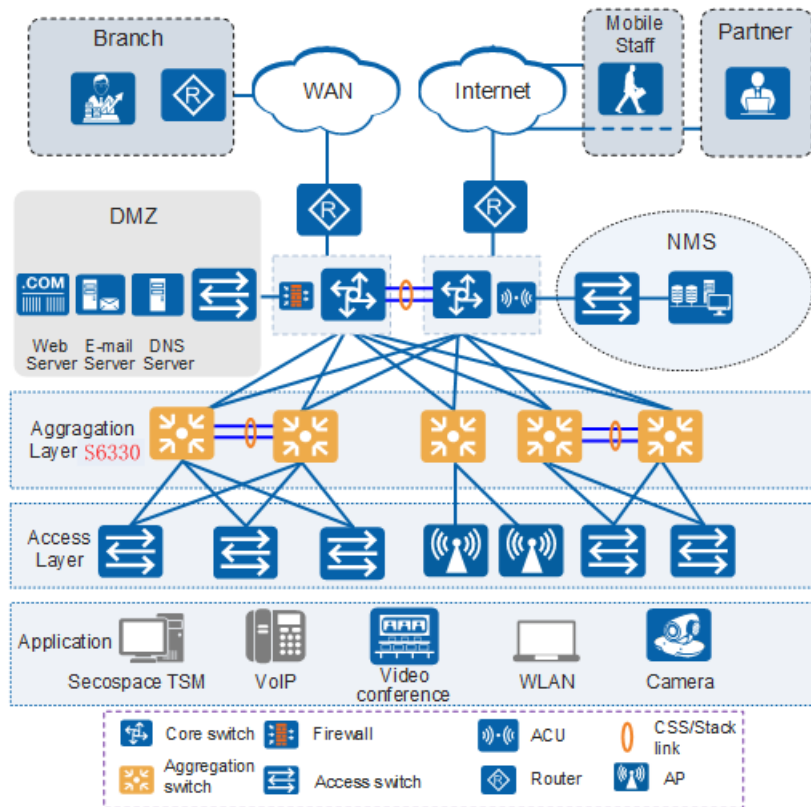 Branch
WAN
Internet
Mobile
Staff
Partner
R
R
R
DMZ
NMS
.COM
Web
Server
E-mail
Server
DNS
Server
Aggragation
Layer S6330
Access
Layer
Application
Secospace TSM
VoIP
Video
conference
WLAN
Camera
Core switch
Firewall
ACU
CSS/Stack
link
Aggregation
switch
Access switch
R
Router
AP